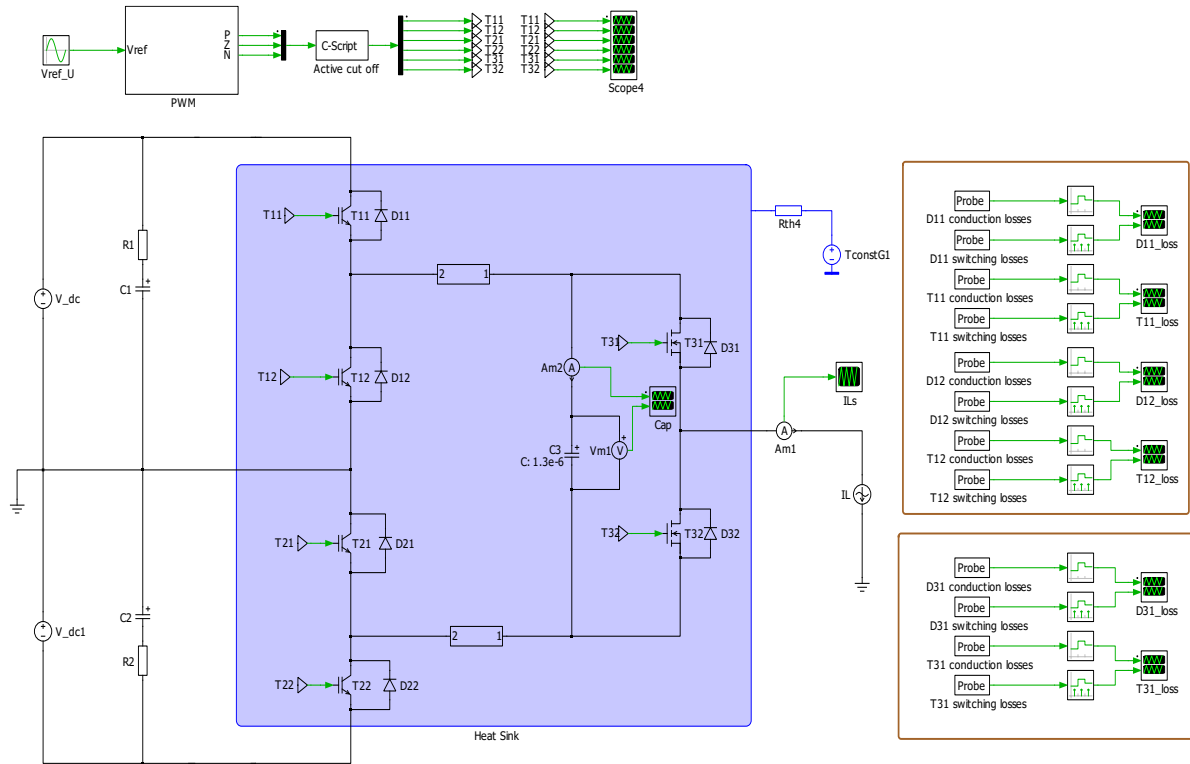 Vref_U
Vref
P
Z
N
PWM
C-Script
Active cut off
T11
T12
T21
T22
T31
T32
T11
T12
T21
T22
T31
T32
Scope4
V_dc
R1
C1
T11
T11
D11
2
1
Rth4
TconstG1
T12
T12
D12
Am2
A
T31
T31
D31
Cap
ILs
C3
C: 1.3e-6
Vm1
V
A
Am1
IL
T21
T21
D21
T32
T32
D32
V_dc1
C2
R2
2
1
T22
T22
D22
Heat Sink
Probe
D11 conduction losses
Probe
D11 switching losses
D11_loss
Probe
T11 conduction losses
Probe
T11 switching losses
T11_loss
Probe
D12 conduction losses
Probe
D12 switching losses
D12_loss
Probe
T12 conduction losses
Probe
T12 switching losses
T12_loss
Probe
D31 conduction losses
Probe
D31 switching losses
D31_loss
Probe
T31 conduction losses
Probe
T31 switching losses
T31_loss